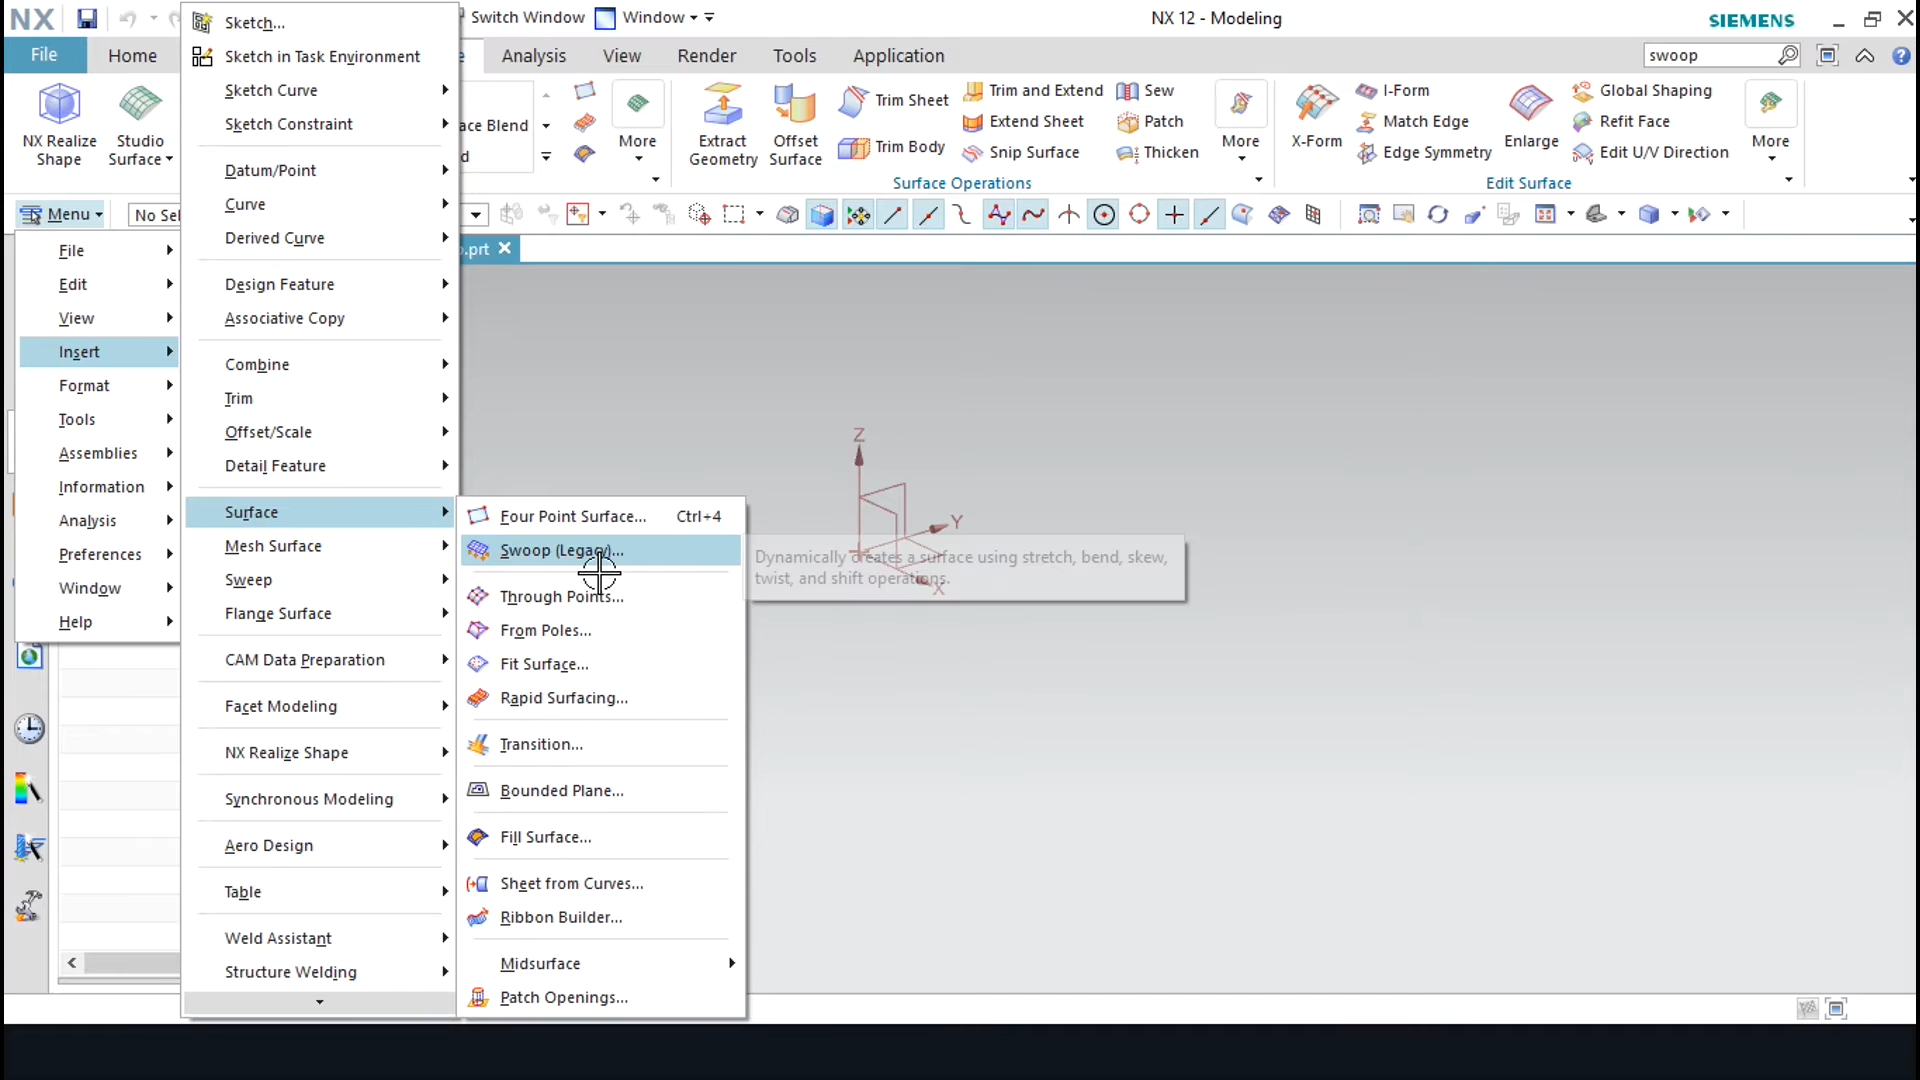 NX
Switch Window
Window
NX 12 - Modeling
SIEMENS
File
Home
Analysis
View
Render
Tools
Application
swoop
NX Realize
Shape
Studio
Surface
ace Blend
d
More
Extract
Geometry
Offset
Surface
Trim Sheet
Trim Body
Trim and Extend
Extend Sheet
Snip Surface
Sew
Patch
Thicken
More
X-Form
I-Form
Match Edge
Edge Symmetry
Enlarge
Global Shaping
Refit Face
Edit U/V Direction
More
Surface Operations
Edit Surface
Menu
No Sel
.prt
File
Edit
View
Insert
Format
Tools
Assemblies
Information
Analysis
Preferences
Window
Help
Sketch...
Sketch in Task Environment
Sketch Curve
Sketch Constraint
Datum/Point
Curve
Derived Curve
Design Feature
Associative Copy
Combine
Trim
Offset/Scale
Detail Feature
Surface
Mesh Surface
Sweep
Flange Surface
CAM Data Preparation
Facet Modeling
NX Realize Shape
Synchronous Modeling
Aero Design
Table
Weld Assistant
Structure Welding
Four Point Surface... Ctrl+4
Swoop (Legacy)...
Through Points...
From Poles...
Fit Surface...
Rapid Surfacing...
Transition...
Bounded Plane...
Fill Surface...
Sheet from Curves...
Ribbon Builder...
Midsurface
Patch Openings...
Dynamically creates a surface using stretch, bend, skew,
twist, and shift operations.
Z
Y
X